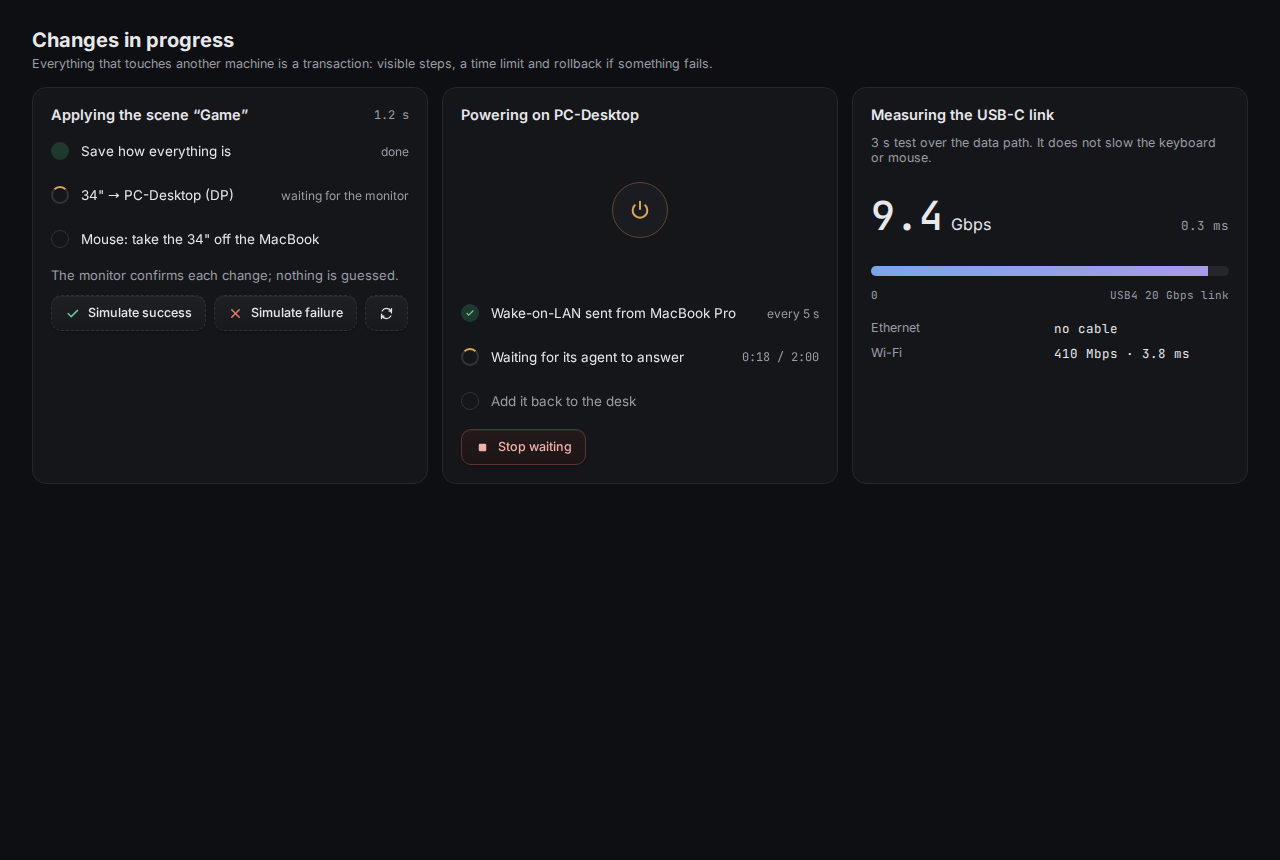 Changes in progress
Everything that touches another machine is a transaction: visible steps, a time limit and rollback if something fails.
Applying the scene “Game”
1.2 s
Save how everything is
done
34" → PC-Desktop (DP)
waiting for the monitor
Mouse: take the 34" off the MacBook
The monitor confirms each change; nothing is guessed.
Simulate success
Simulate failure
Powering on PC-Desktop
Wake-on-LAN sent from MacBook Pro
every 5 s
Waiting for its agent to answer
0:18 / 2:00
Add it back to the desk
Stop waiting
Measuring the USB-C link
3 s test over the data path. It does not slow the keyboard
or mouse.
9.4 Gbps
0.3 ms
0
USB4 20 Gbps link
Ethernet
no cable
Wi-Fi
410 Mbps · 3.8 ms